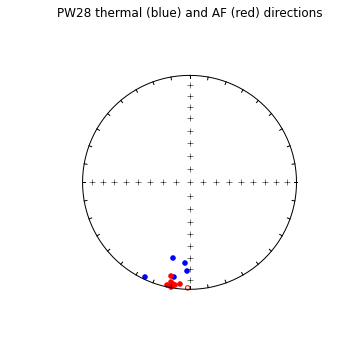 PW28 thermal (blue) and AF (red) directions